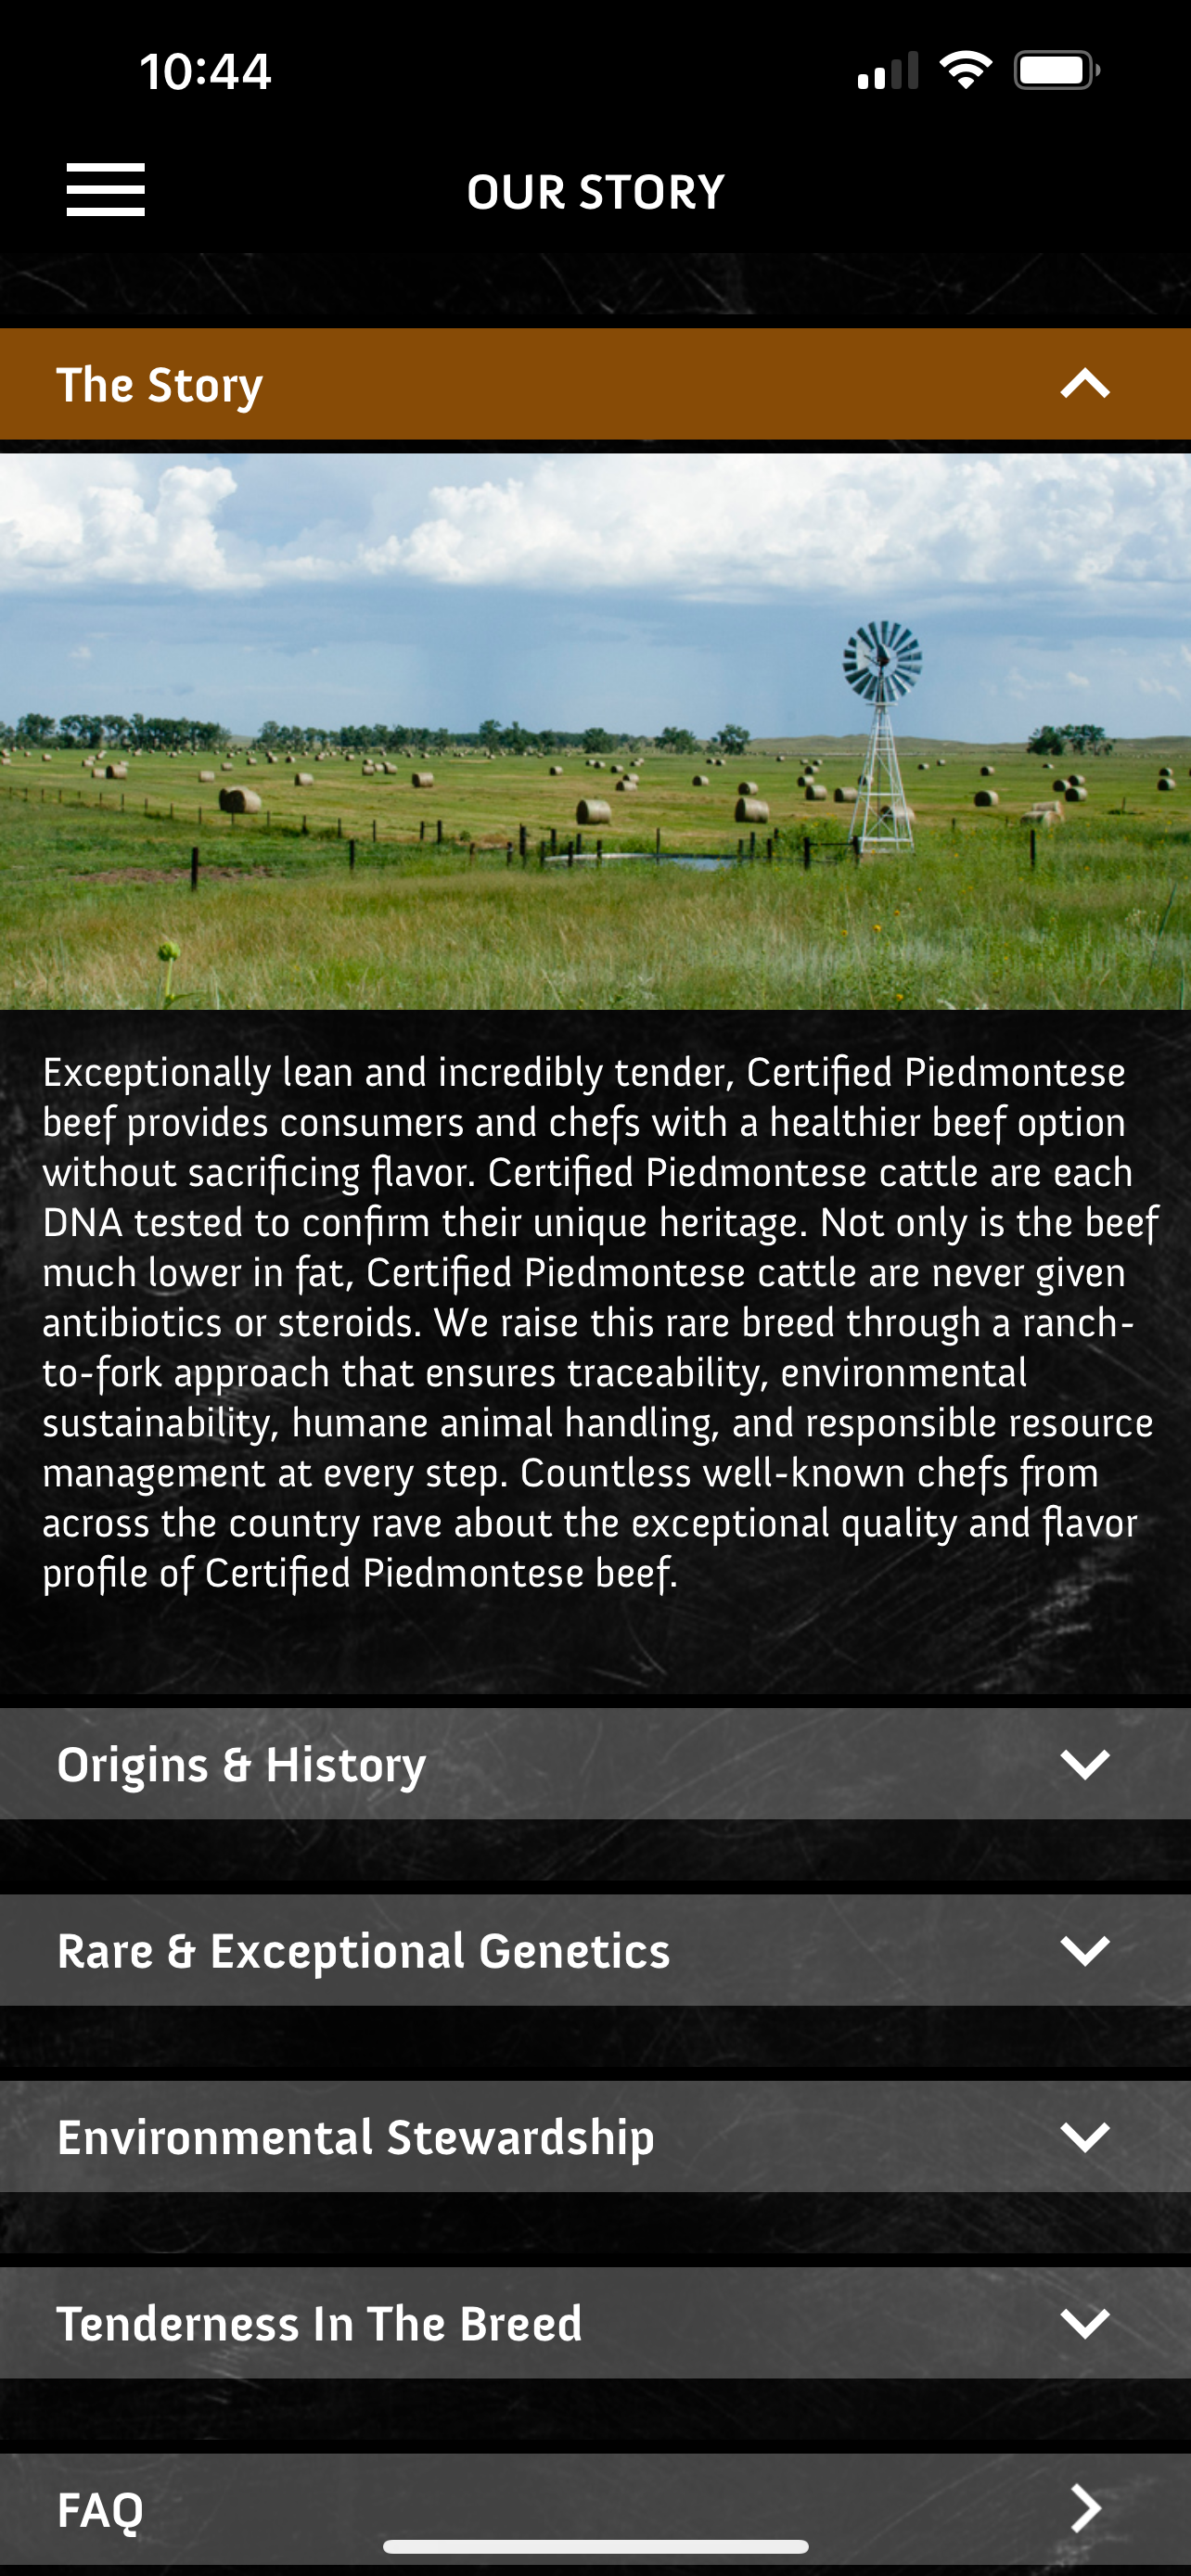 10:44
OUR STORY
The Story
Exceptionally lean and incredibly tender, Certified Piedmontese
beef provides consumers and chefs with a healthier beef option
without sacrificing flavor. Certified Piedmontese cattle are each
DNA tested to confirm their unique heritage. Not only is the beef
much lower in fat, Certified Piedmontese cattle are never given
antibiotics or steroids. We raise this rare breed through a ranch-
to-fork approach that ensures traceability, environmental
sustainability, humane animal handling, and responsible resource
management at every step. Countless well-known chefs from
across the country rave about the exceptional quality and flavor
profile of Certified Piedmontese beef.
Origins & History
Rare & Exceptional Genetics
Environmental Stewardship
Tenderness In The Breed
FAQ